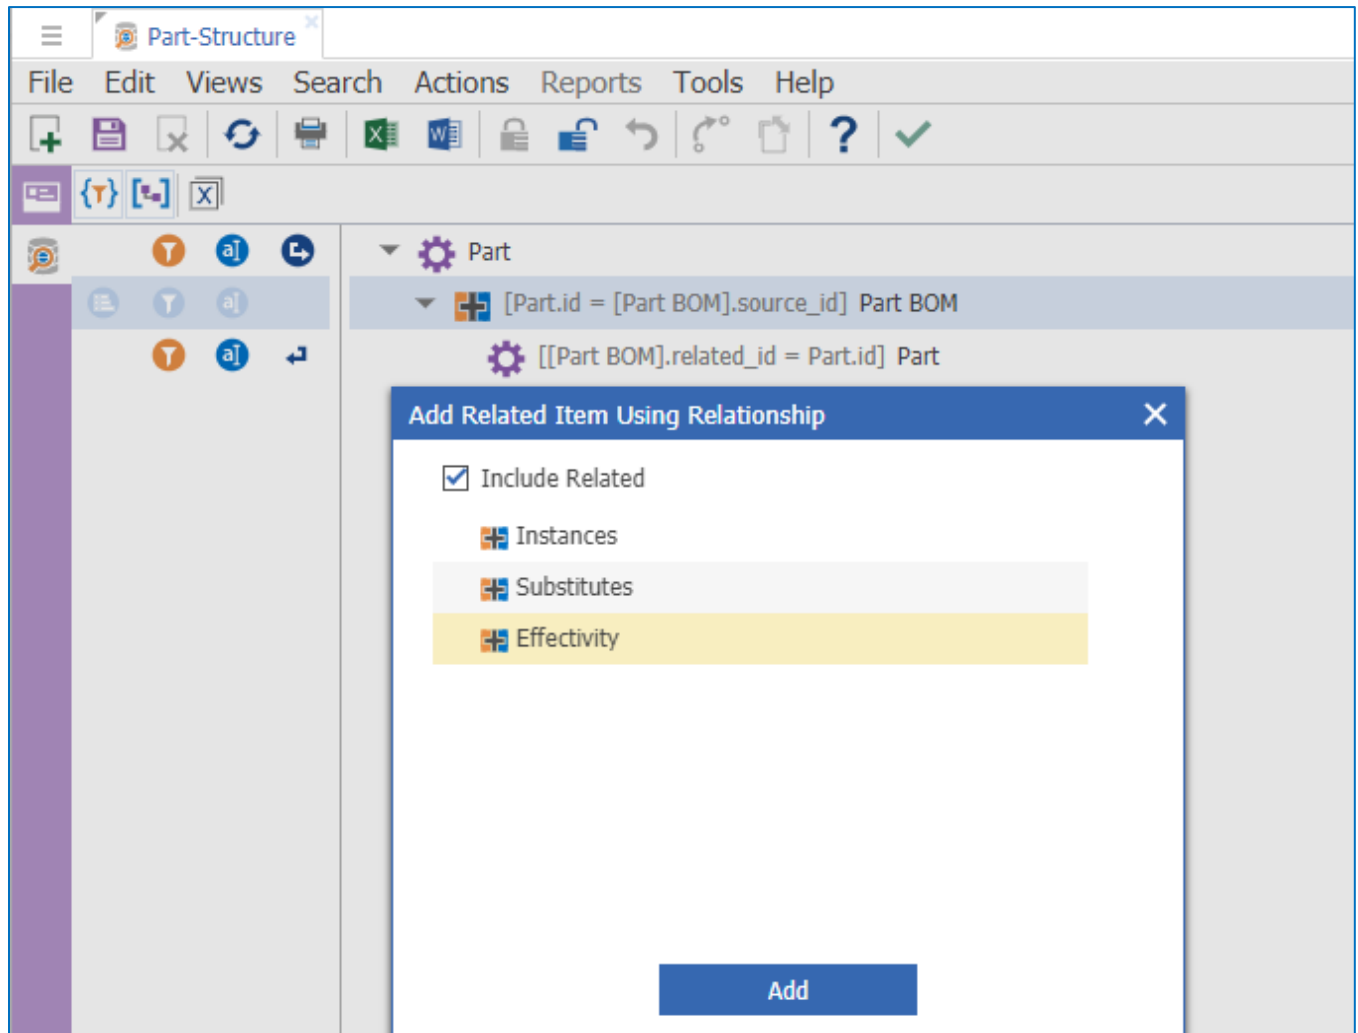 Part-Structure
File Edit Views Search Actions Reports Tools Help
Part
[Part.id = [Part BOM].source_id] Part BOM
[[Part BOM].related_id = Part.id] Part
Add Related Item Using Relationship
Include Related
Instances
Substitutes
Effectivity
Add